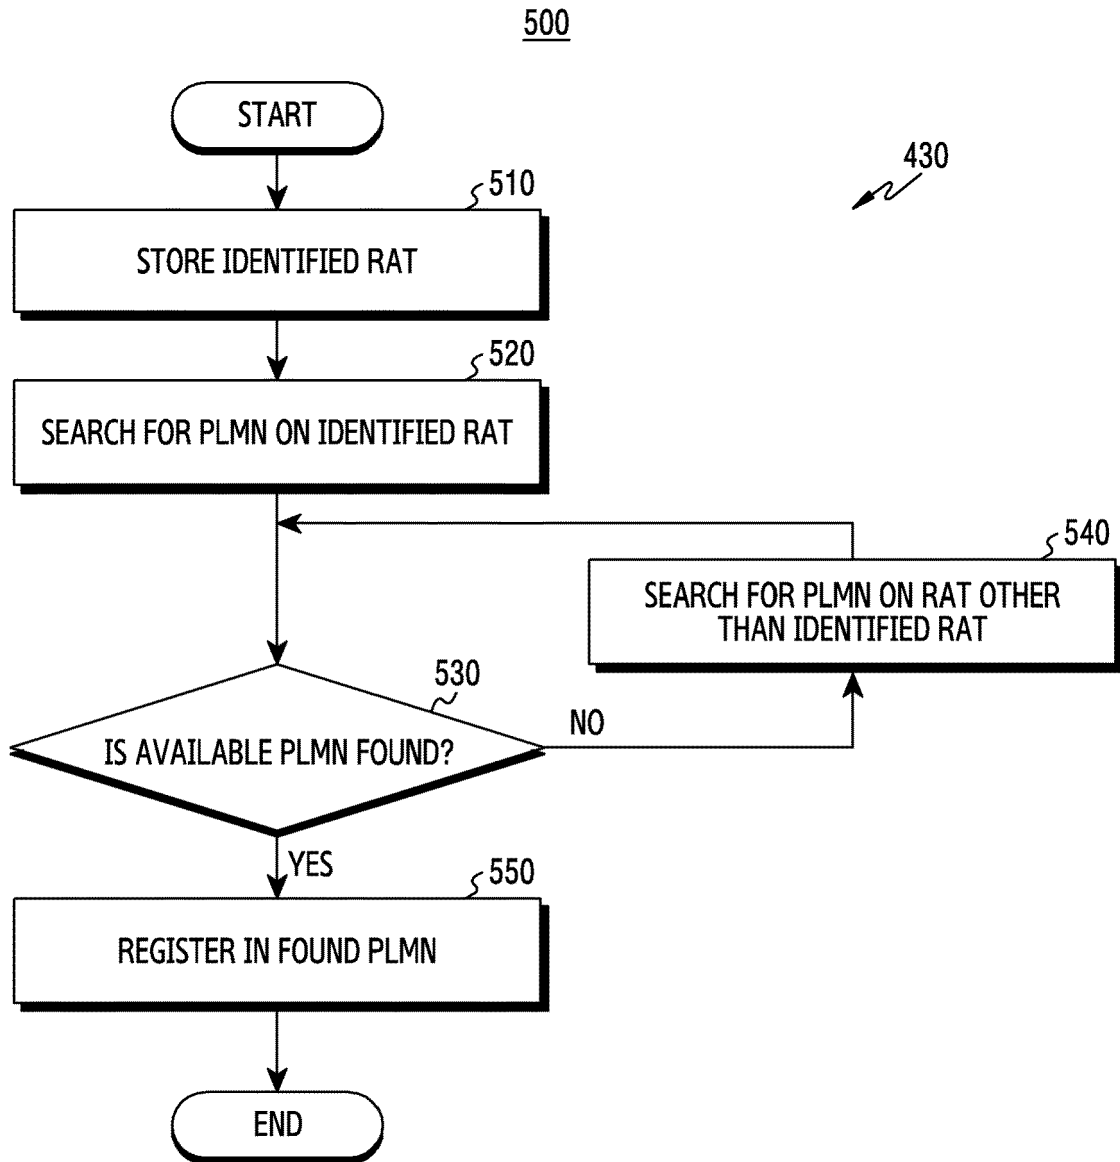 500
START
430
510
STORE IDENTIFIED RAT
520
SEARCH FOR PLMN ON IDENTIFIED RAT
540
SEARCH FOR PLMN ON RAT OTHER
THAN IDENTIFIED RAT
530
IS AVAILABLE PLMN FOUND?
NO
YES
550
REGISTER IN FOUND PLMN
END